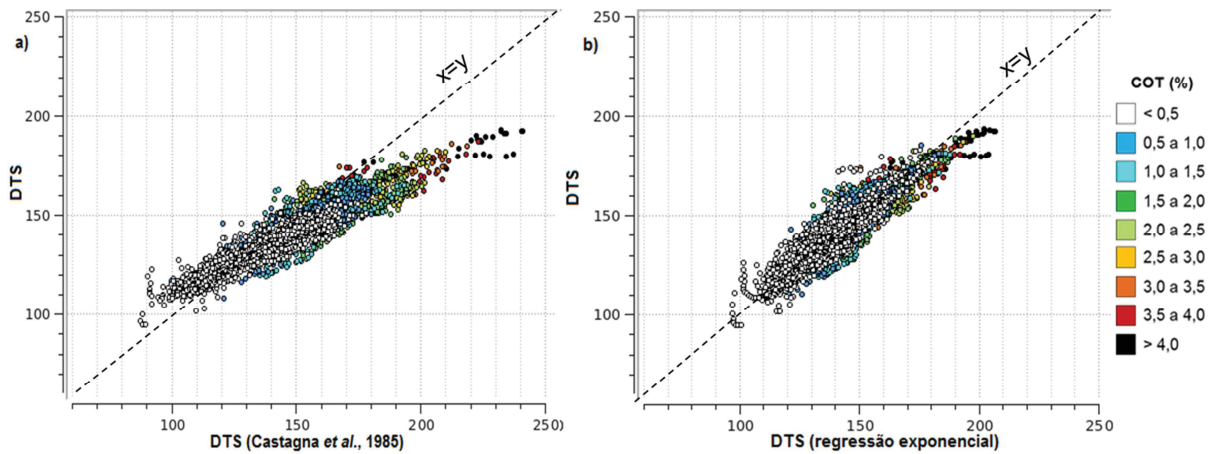 a)
250
200
150
100
DTS
x=y
100
150
200
250
DTS (Castagna et al., 1985)
b)
250
200
150
100
DTS
x=y
100
150
200
250
DTS (regressão exponencial)
COT (%)
< 0,5
0,5 a 1,0
1,0 a 1,5
1,5 a 2,0
2,0 a 2,5
2,5 a 3,0
3,0 a 3,5
3,5 a 4,0
> 4,0